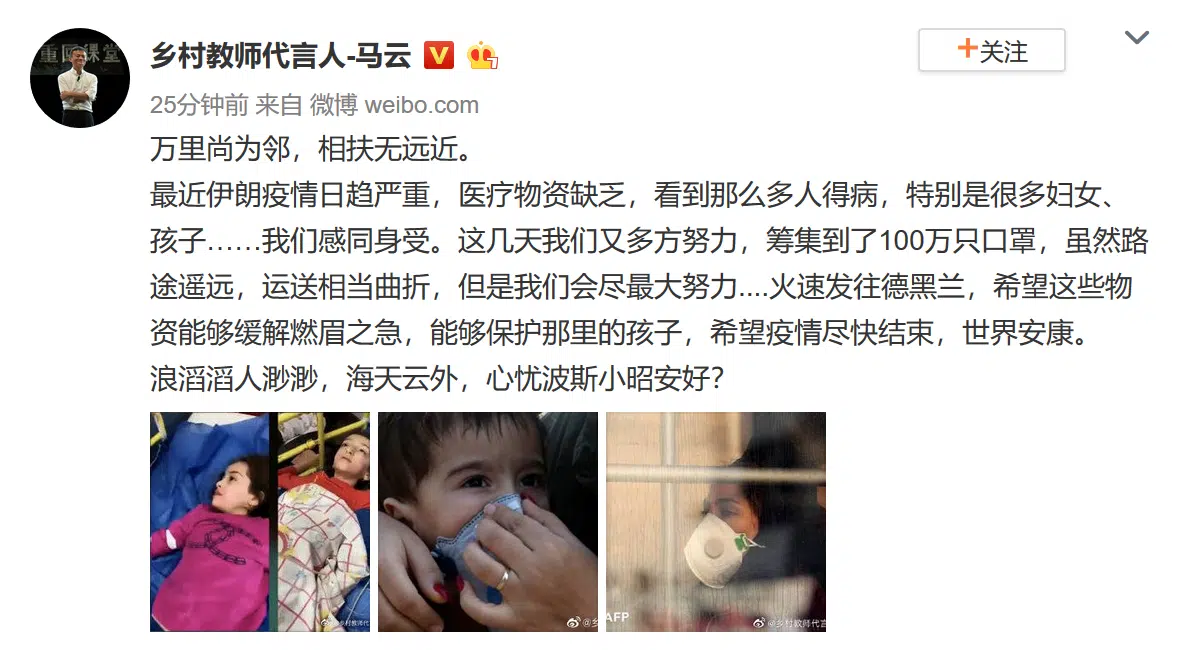 重回课堂
乡村教师代言人-马云
+关注
25分钟前 来自 微博 weibo.com
万里尚为邻，相扶无远近。
最近伊朗疫情日趋严重，医疗物资缺乏，看到那么多人得病，特别是很多妇女、
孩子……我们感同身受。这几天我们又多方努力，筹集到了100万只口罩，虽然路
途遥远，运送相当曲折，但是我们会尽最大努力....火速发往德黑兰，希望这些物
资能够缓解燃眉之急，能够保护那里的孩子，希望疫情尽快结束，世界安康。
浪滔滔人渺渺，海天云外，心忧波斯小昭安好？
@乡村教师代
@乡
AFP
@乡村教师代言